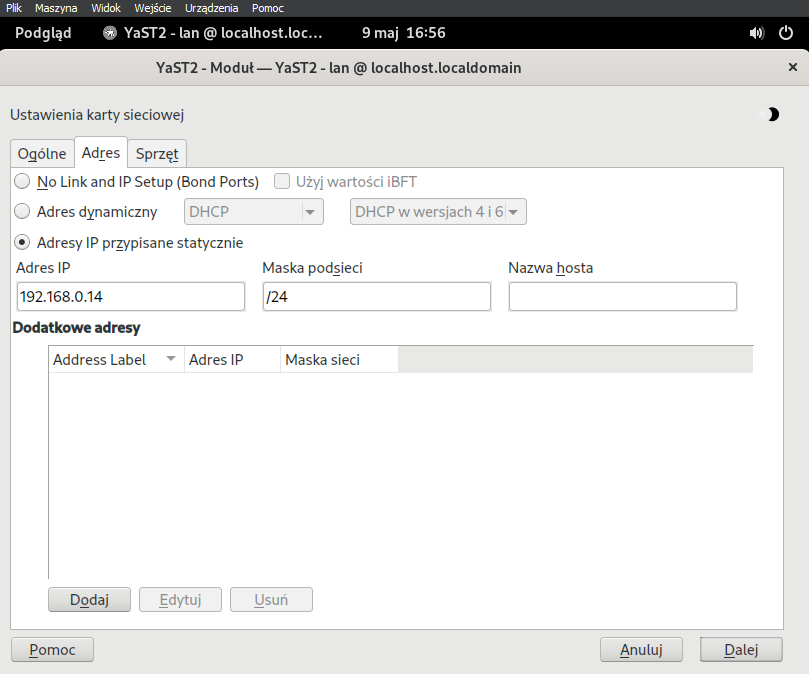 Plik Maszyna Widok Wejście Urządzenia Pomoc
Podgląd YaST2 - lan @ localhost.loc... 9 maj 16:56
YaST2 - Moduł — YaST2 - lan @ localhost.localdomain ×
Ustawienia karty sieciowej
Ogólne Adres Sprzęt
No Link and IP Setup (Bond Ports) Użyj wartości iBFT
Adres dynamiczny DHCP DHCP w wersjach 4 i 6
Adresy IP przypisane statycznie
Adres IP Maska podsieci Nazwa hosta
192.168.0.14 /24
Dodatkowe adresy
Address Label Adres IP Maska sieci
Dodaj Edytuj Usuń
Pomoc Anuluj Dalej